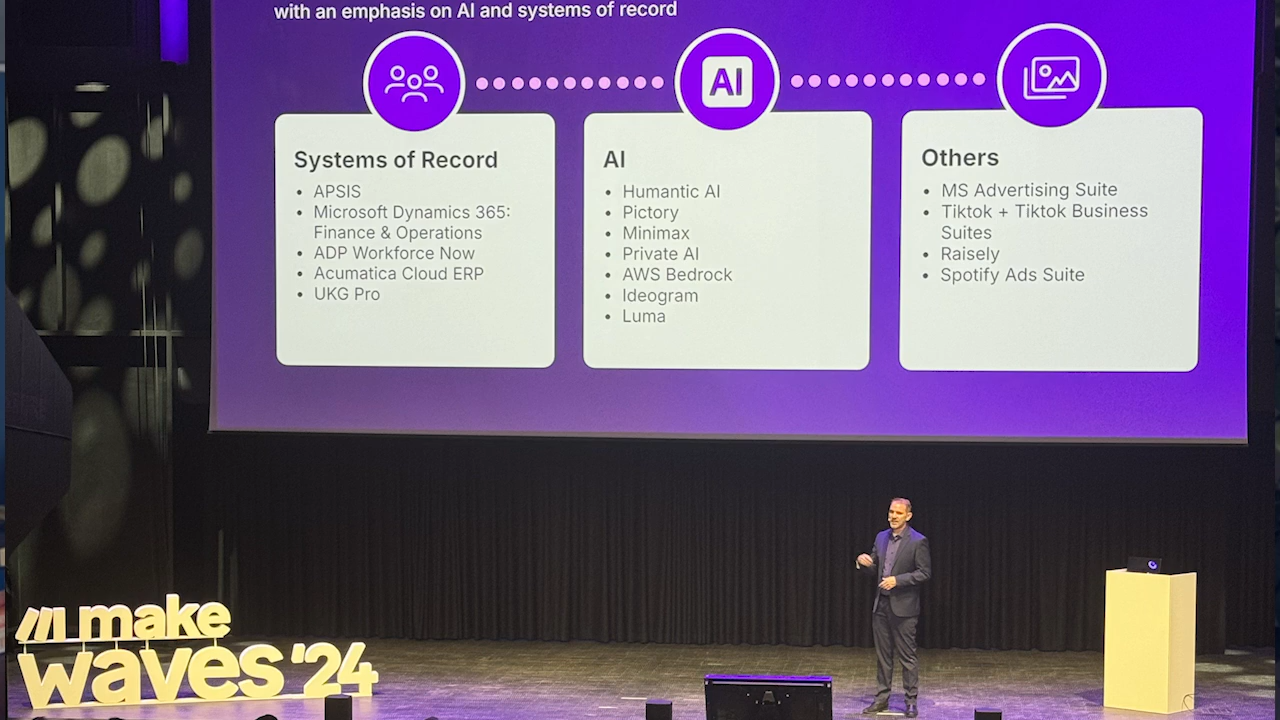 with an emphasis on AI and systems of record
AI
Systems of Record
• APSIS
• Microsoft Dynamics 365:
Finance & Operations
• ADP Workforce Now
• Acumatica Cloud ERP
• UKG Pro
AI
• Humantic AI
• Pictory
• Minimax
• Private AI
• AWS Bedrock
• Ideogram
• Luma
Others
• MS Advertising Suite
• Tiktok + Tiktok Business
Suites
• Raisely
• Spotify Ads Suite
make
waves'24